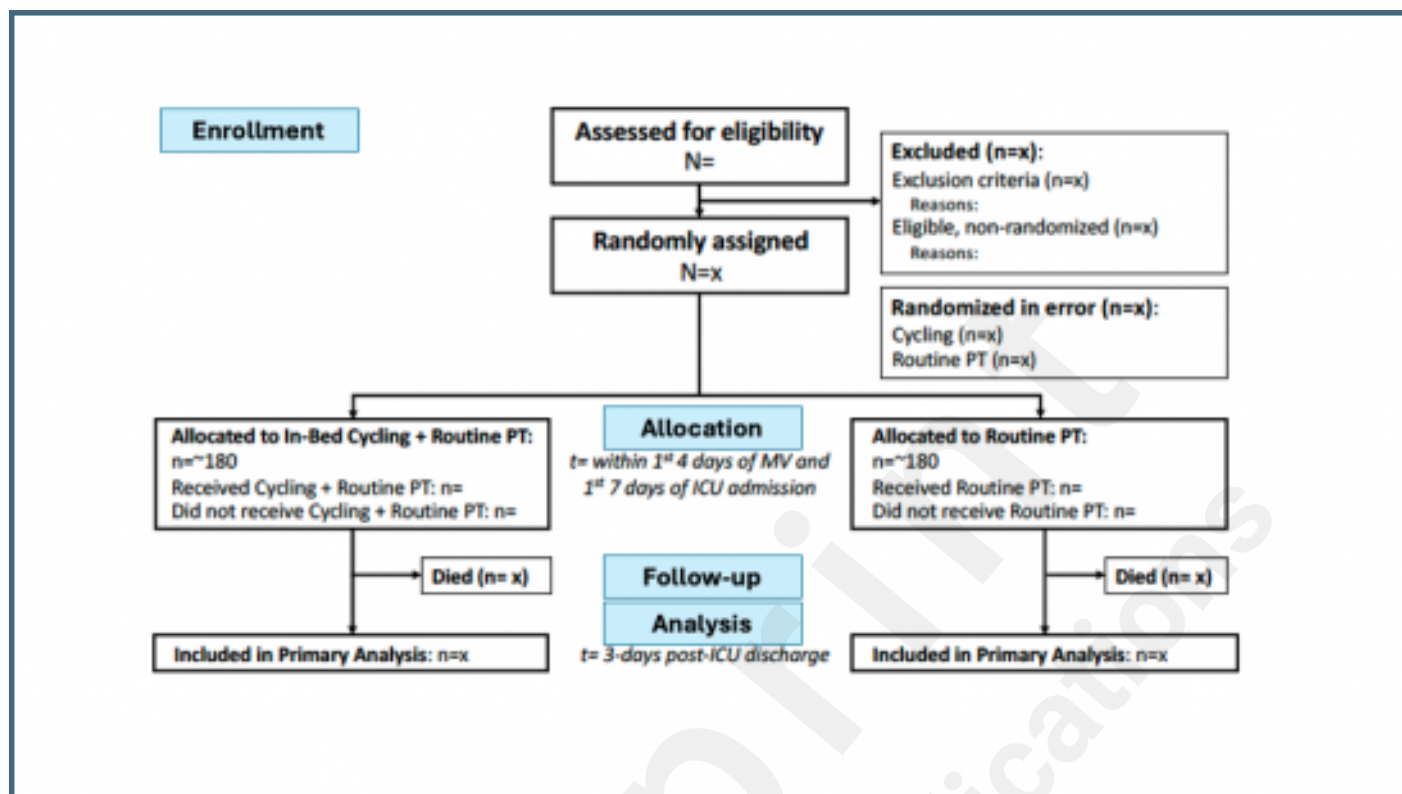 Enrollment
Assessed for eligibility
N=
Excluded (n=x):
Exclusion criteria (n=x)
Reasons:
Eligible, non-randomized (n=x)
Reasons:
Randomly assigned
N=x
Randomized in error (n=x):
Cycling (n=x)
Routine PT (n=x)
Allocated to In-Bed Cycling + Routine PT:
n=~180
Received Cycling + Routine PT: n=
Did not receive Cycling + Routine PT: n=
Allocation
t= within 1st 4 days of MV and
1st 7 days of ICU admission
Allocated to Routine PT:
n=~180
Received Routine PT: n=
Did not receive Routine PT: n=
Died (n= x)
Follow-up
Died (n= x)
Analysis
t= 3-days post-ICU discharge
Included in Primary Analysis: n=x
Included in Primary Analysis: n=x